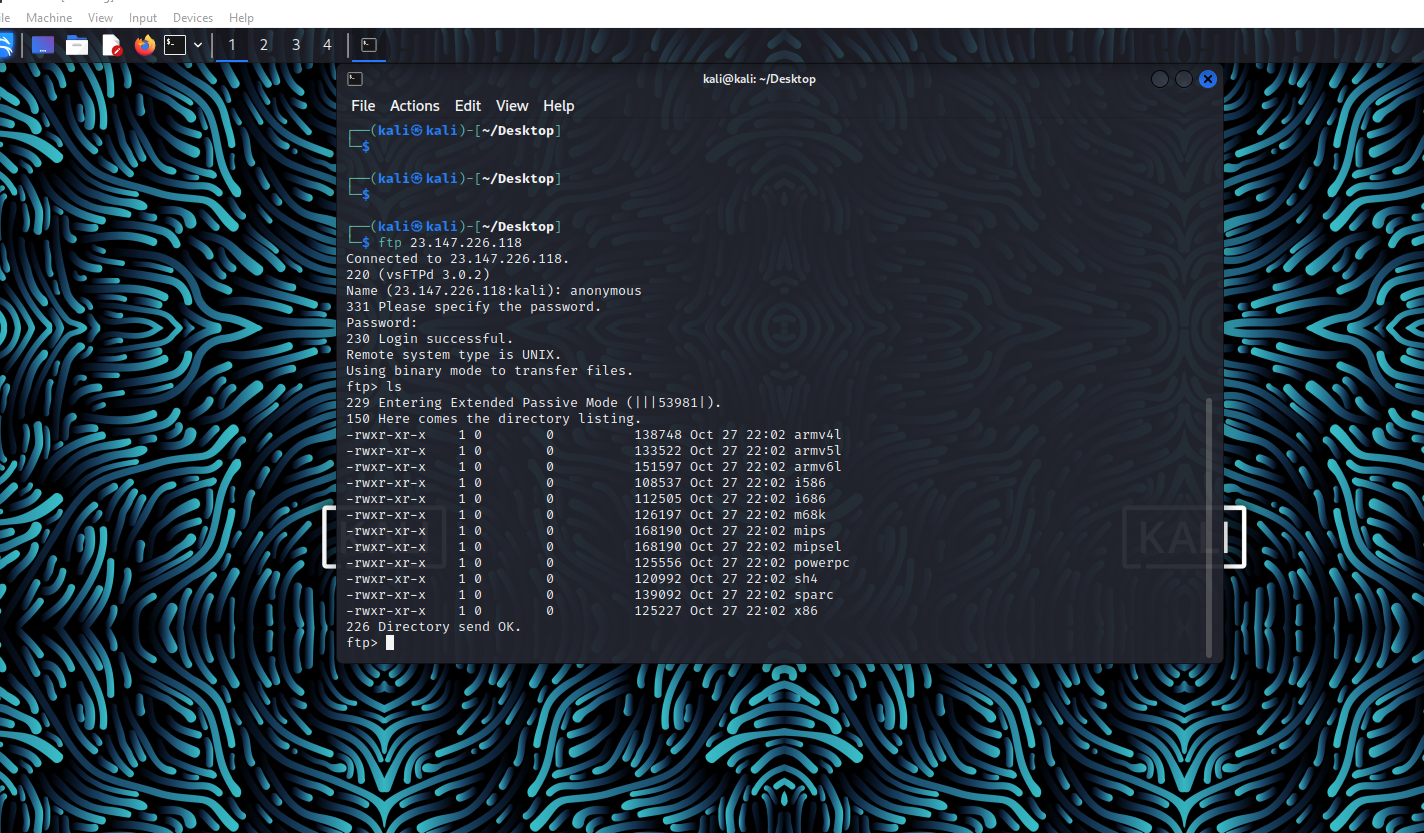 Machine View Input Devices Help
1 2 3 4
kali@kali: ~/Desktop
File Actions Edit View Help
┌──(kali㉿kali)-[~/Desktop]
└─$
┌──(kali㉿kali)-[~/Desktop]
└─$
┌──(kali㉿kali)-[~/Desktop]
└─$ ftp 23.147.226.118
Connected to 23.147.226.118.
220 (vsFTPd 3.0.2)
Name (23.147.226.118:kali): anonymous
331 Please specify the password.
Password:
230 Login successful.
Remote system type is UNIX.
Using binary mode to transfer files.
ftp> ls
229 Entering Extended Passive Mode (|||53981|).
150 Here comes the directory listing.
-rwxr-xr-x    1 0        0          138748 Oct 27 22:02 armv4l
-rwxr-xr-x    1 0        0          133522 Oct 27 22:02 armv5l
-rwxr-xr-x    1 0        0          151597 Oct 27 22:02 armv6l
-rwxr-xr-x    1 0        0          108537 Oct 27 22:02 i586
-rwxr-xr-x    1 0        0          112505 Oct 27 22:02 i686
-rwxr-xr-x    1 0        0          126197 Oct 27 22:02 m68k
-rwxr-xr-x    1 0        0          168190 Oct 27 22:02 mips
-rwxr-xr-x    1 0        0          168190 Oct 27 22:02 mipsel
-rwxr-xr-x    1 0        0          125556 Oct 27 22:02 powerpc
-rwxr-xr-x    1 0        0          120992 Oct 27 22:02 sh4
-rwxr-xr-x    1 0        0          139092 Oct 27 22:02 sparc
-rwxr-xr-x    1 0        0          125227 Oct 27 22:02 x86
226 Directory send OK.
ftp>
KALI